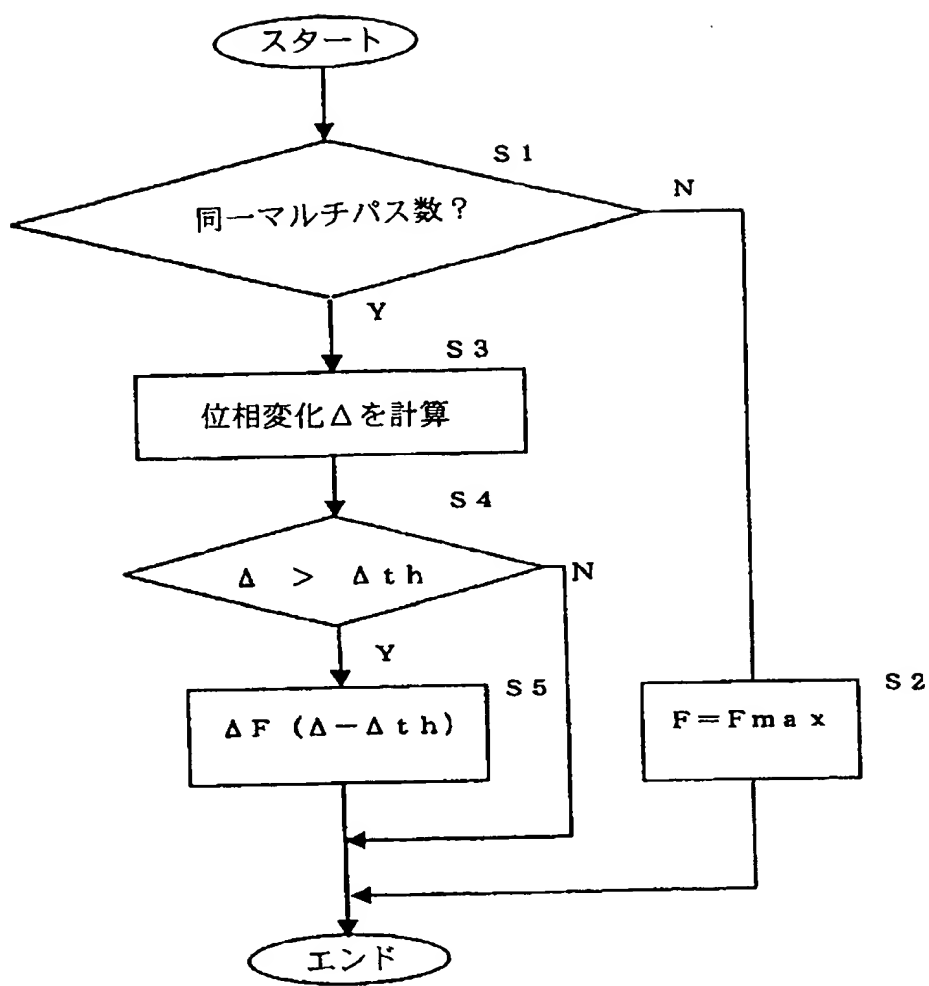 スタート
S1
同一マルチパス数?
N
Y
S3
位相変化Δを計算
S4
Δ > Δth
N
Y
S5
ΔF(Δ-Δth)
S2
F=Fmax
エンド